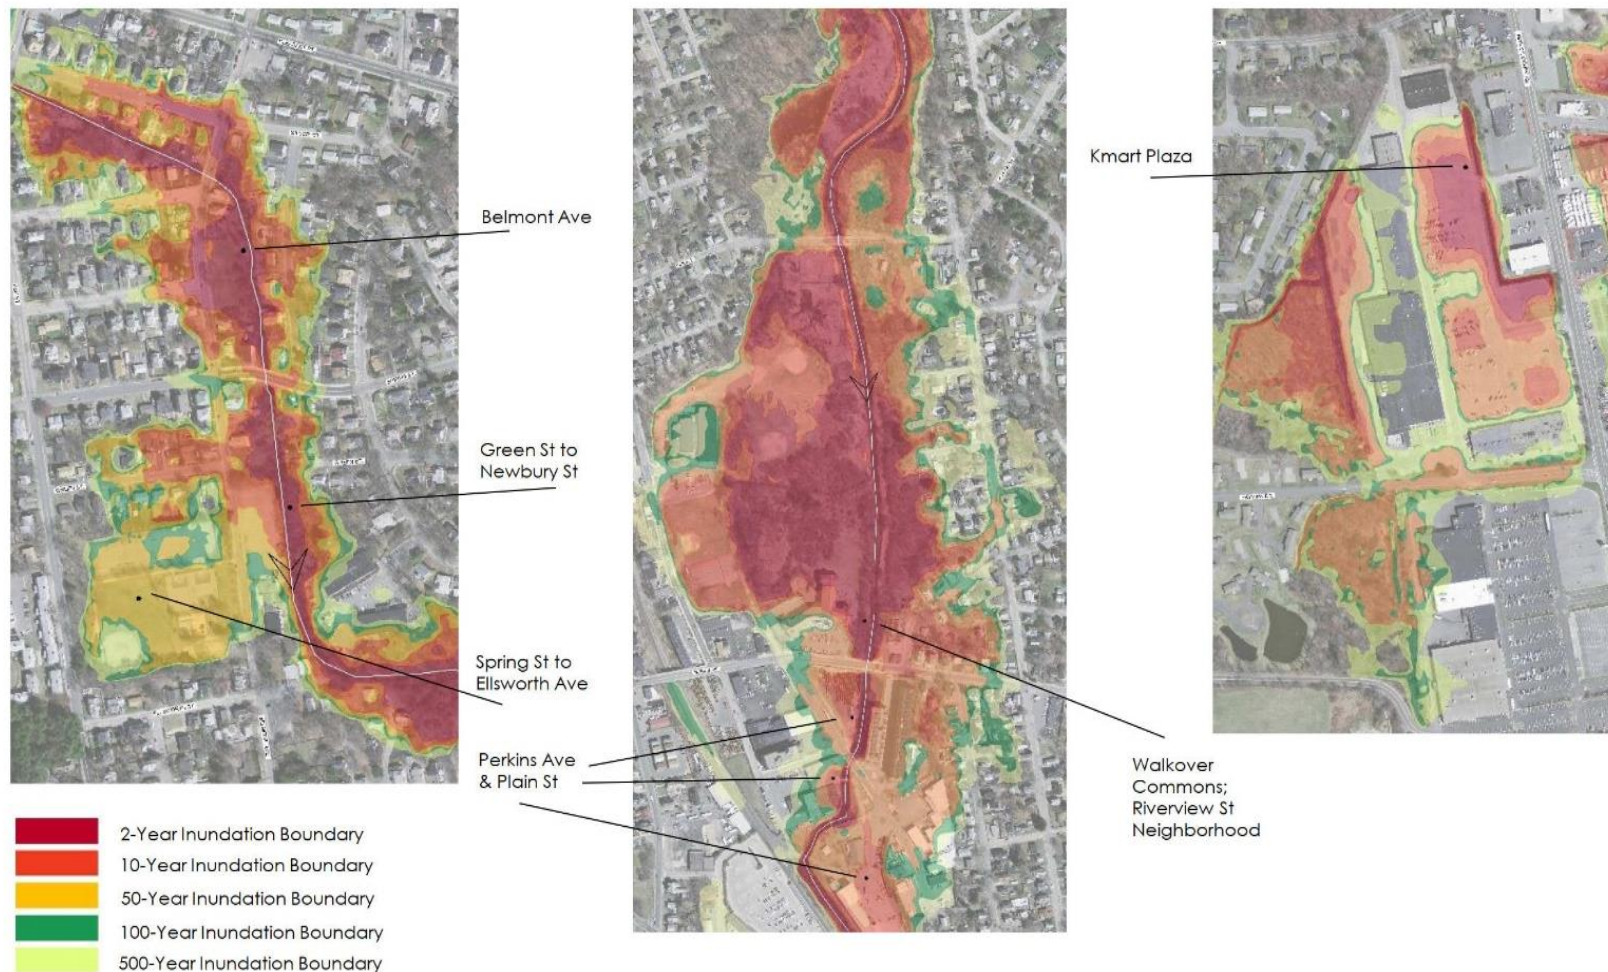 Belmont Ave
Green St to
Newbury St
Spring St to
Ellsworth Ave
Perkins Ave
& Plain St
Kmart Plaza
Walkover
Commons;
Riverview St
Neighborhood
2-Year Inundation Boundary
10-Year Inundation Boundary
50-Year Inundation Boundary
100-Year Inundation Boundary
500-Year Inundation Boundary